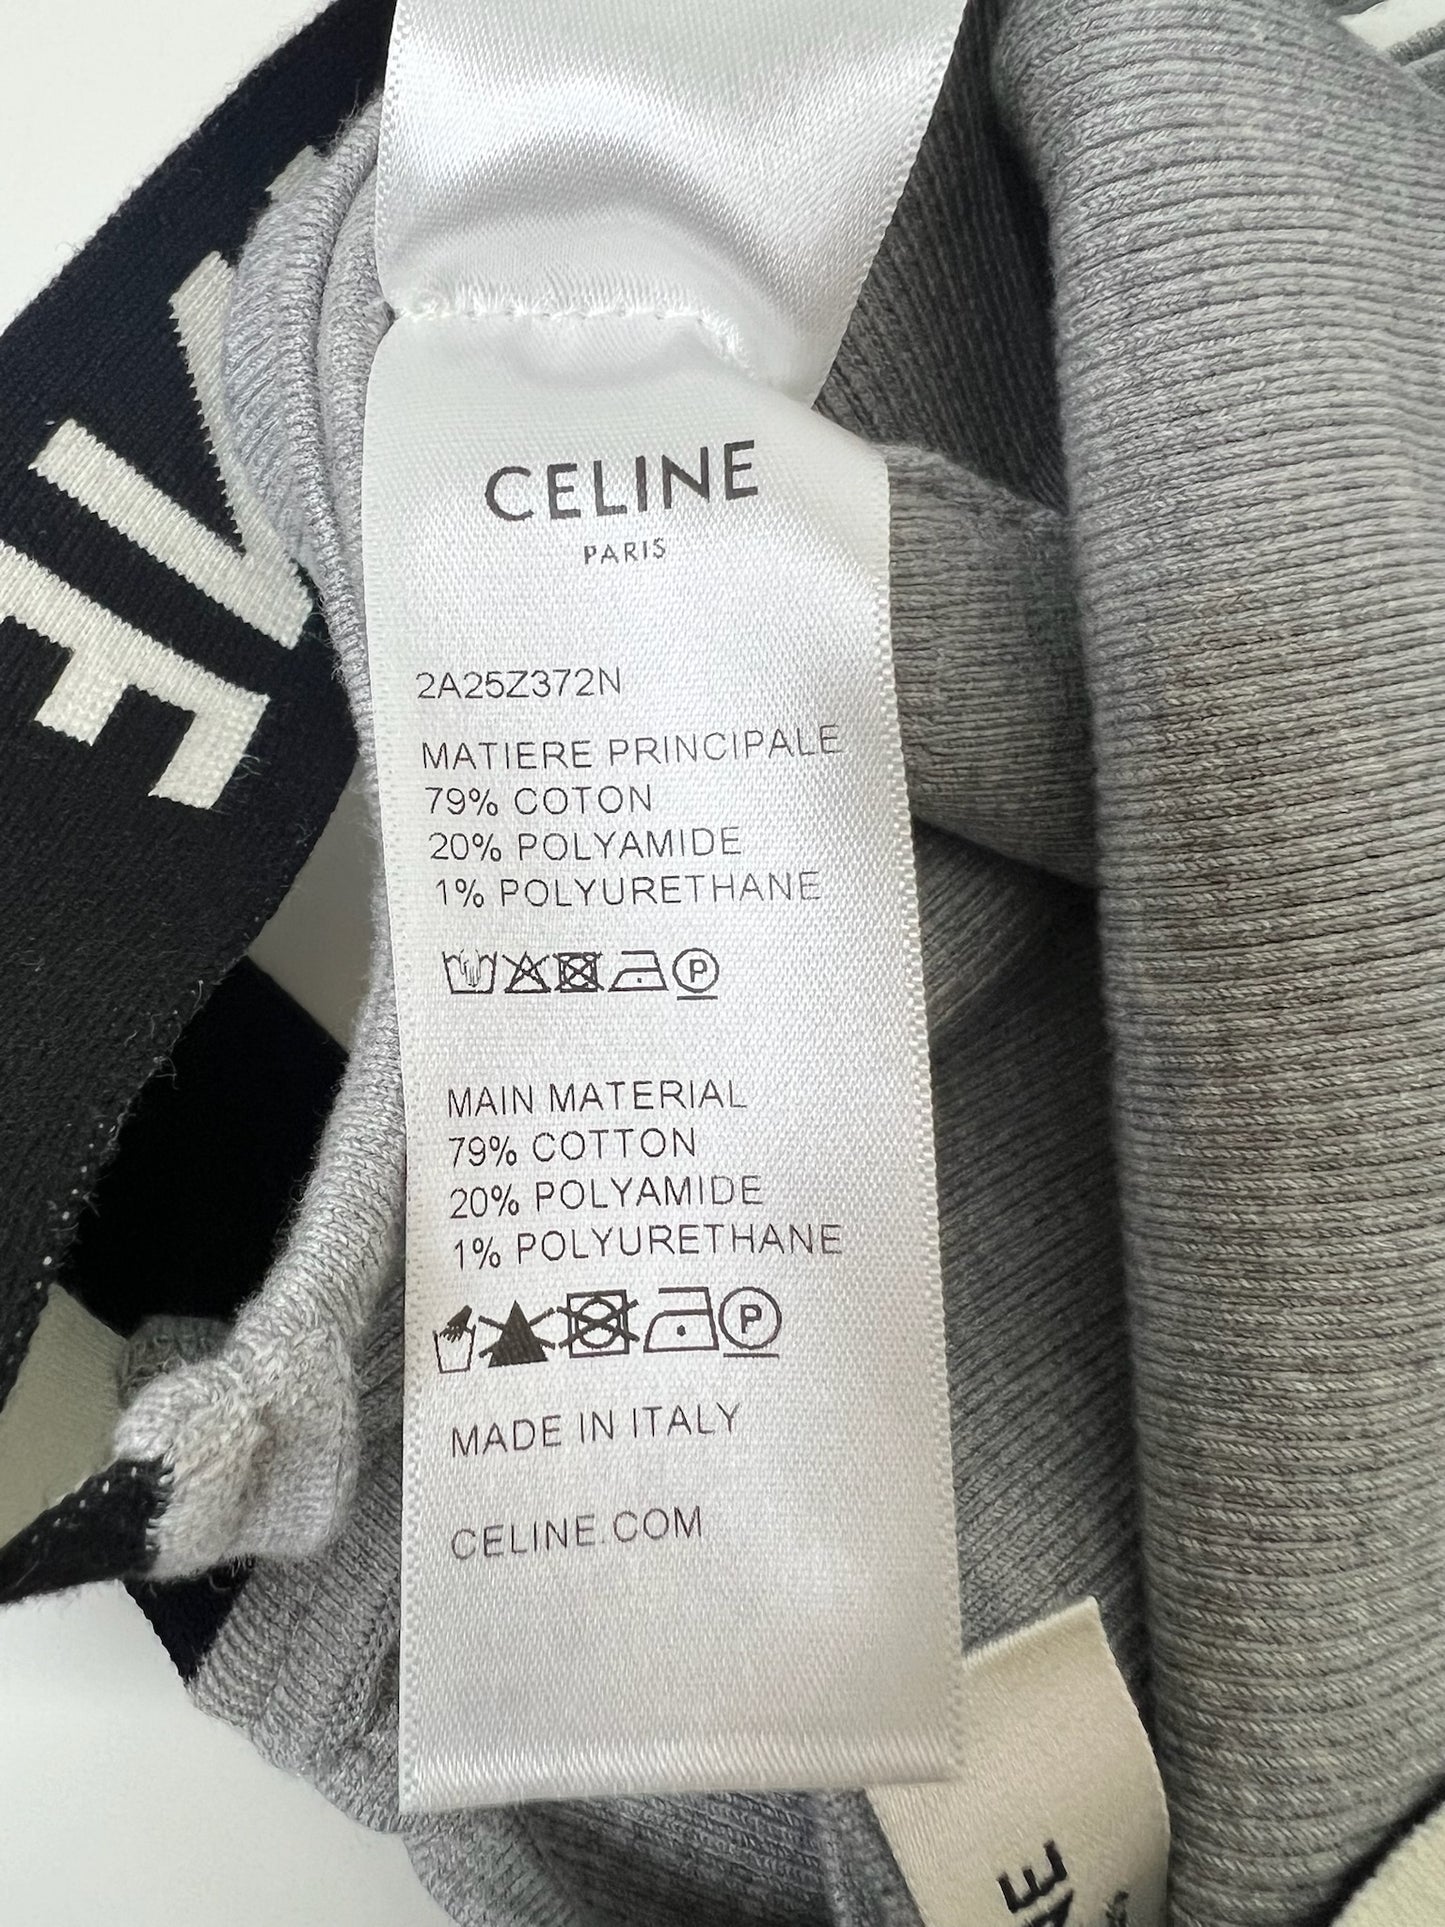 CELINE
PARIS
2A25Z372N
MATIERE PRINCIPALE
79% COTON
20% POLYAMIDE
1% POLYURETHANE
P
MAIN MATERIAL
79% COTTON
20% POLYAMIDE
1% POLYURETHANE
P
MADE IN ITALY
CELINE.COM